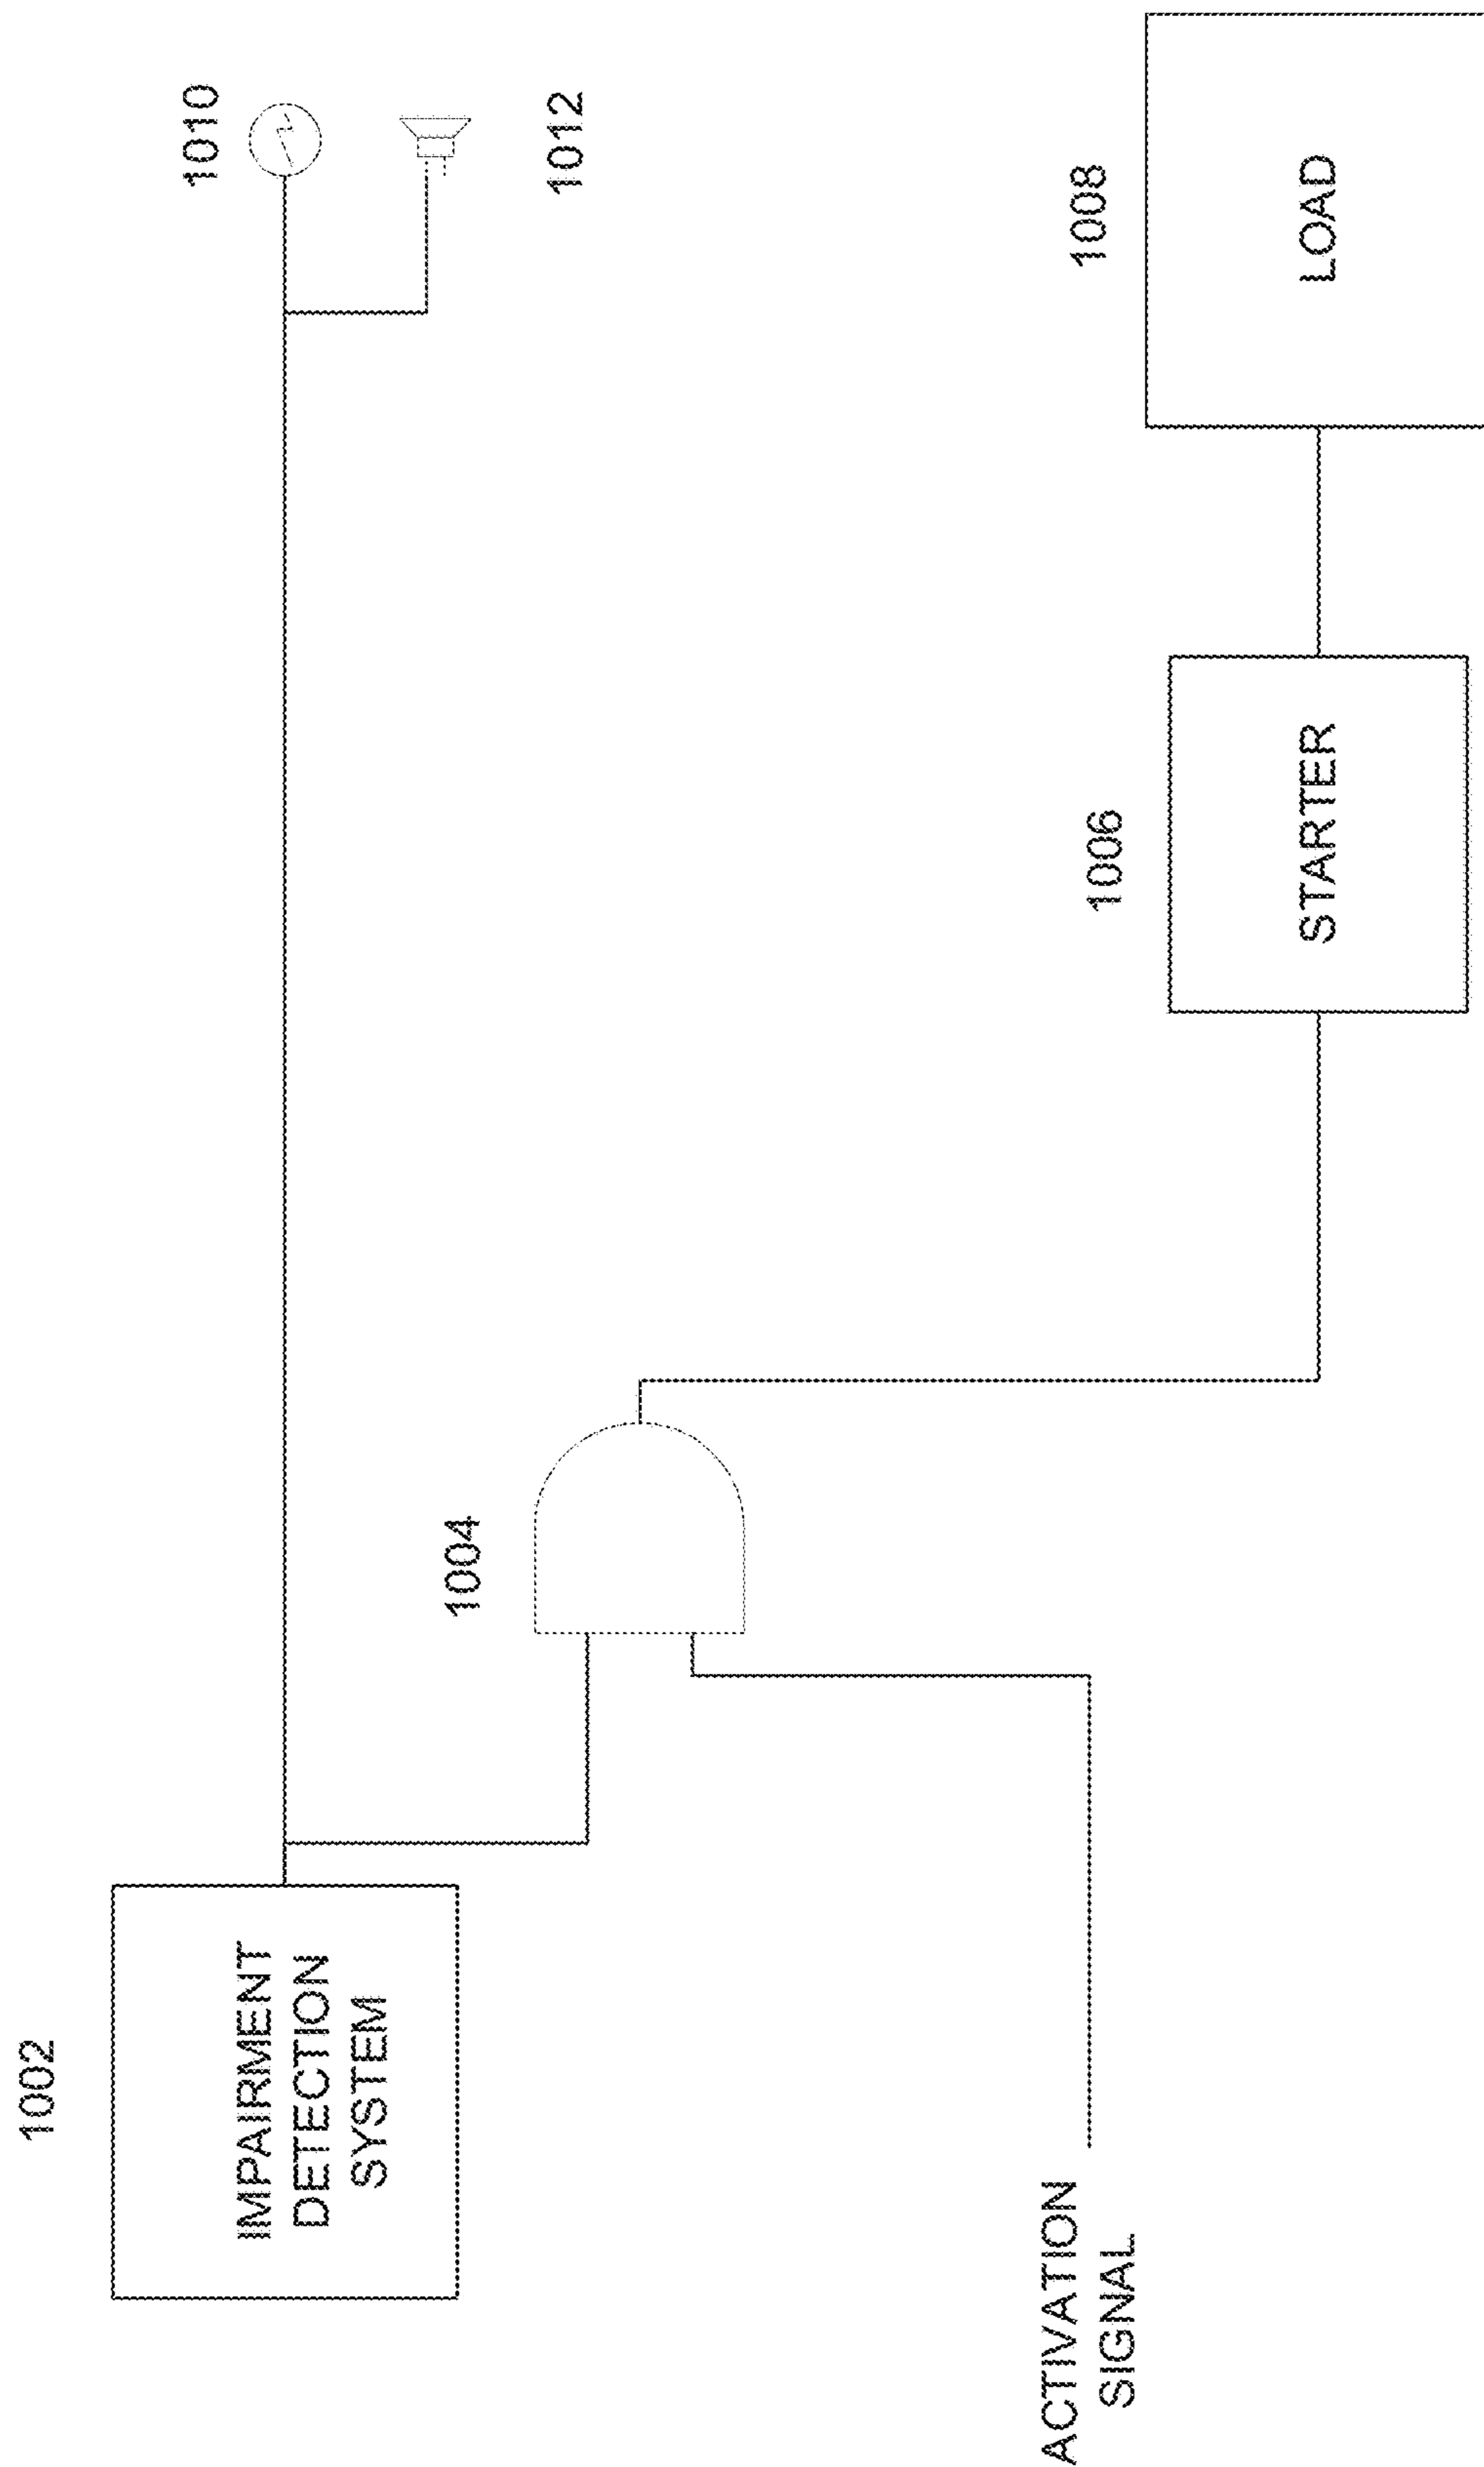 1002
IMPAIRMENT
DETECTION
SYSTEM
1010
1012
1004
ACTIVATION
SIGNAL
1006
STARTER
1008
LOAD